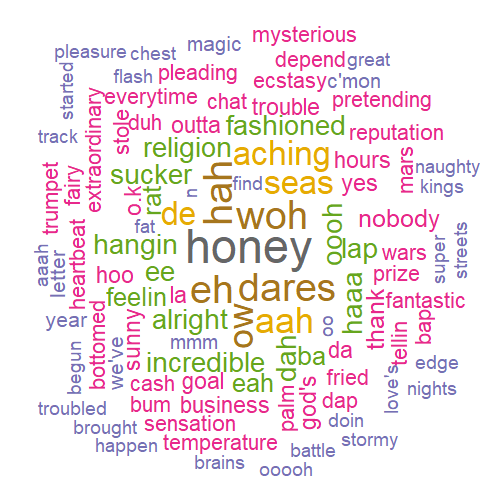 mysterious
magic
pleasure chest
depend great
pleading
flash
ecstasy c'mon
started
everytime chat trouble pretending
extraordinary
stole
duh outta fashioned reputation
track
religion aching hours mars
naughty
sucker hah find seas yes kings
trumpet fairy o.k rat n
de woh oooh nobody
fat
hangin honey lap wars super streets
aaah letter heartbeat hoo ee
feelin la eh dares haaa prize
fantastic
year alright ow aah oo thank tellin bap
bottomed we've sunny mmm
dah ba da
begun
incredible
edge
cash goal eah fried love's nights
troubled bum business palm god's dap
brought sensation doin
happen temperature battle stormy
brains ooooh